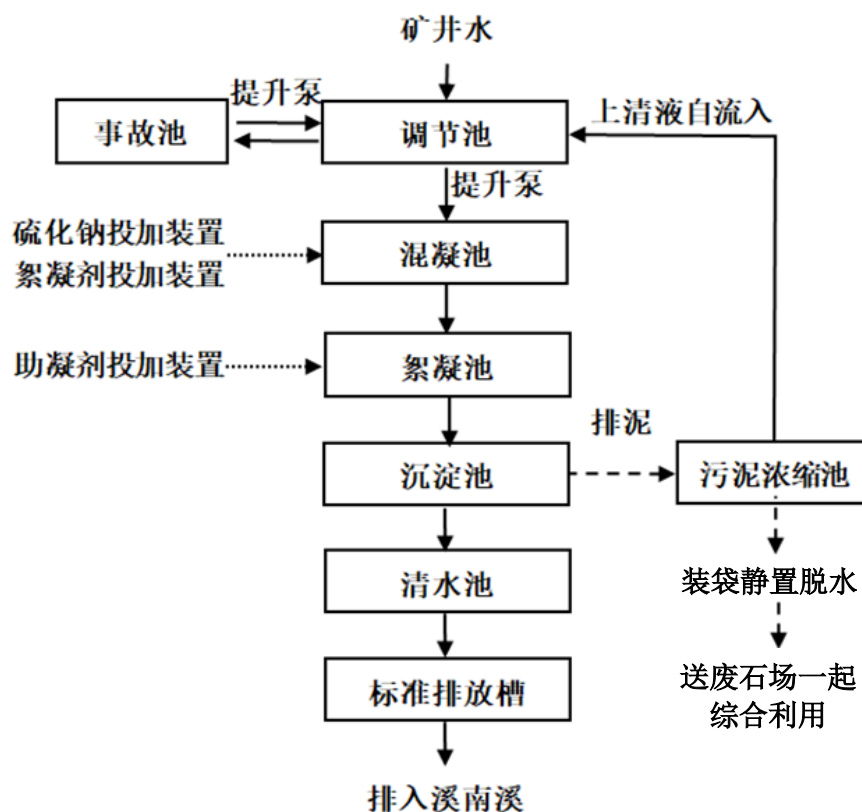 矿井水
提升泵
上清液自流入
事故池
调节池
提升泵
硫化钠投加装置
絮凝剂投加装置
混凝池
助凝剂投加装置
絮凝池
排泥
沉淀池
污泥浓缩池
清水池
装袋静置脱水
标准排放槽
送废石场一起
综合利用
排入溪南溪